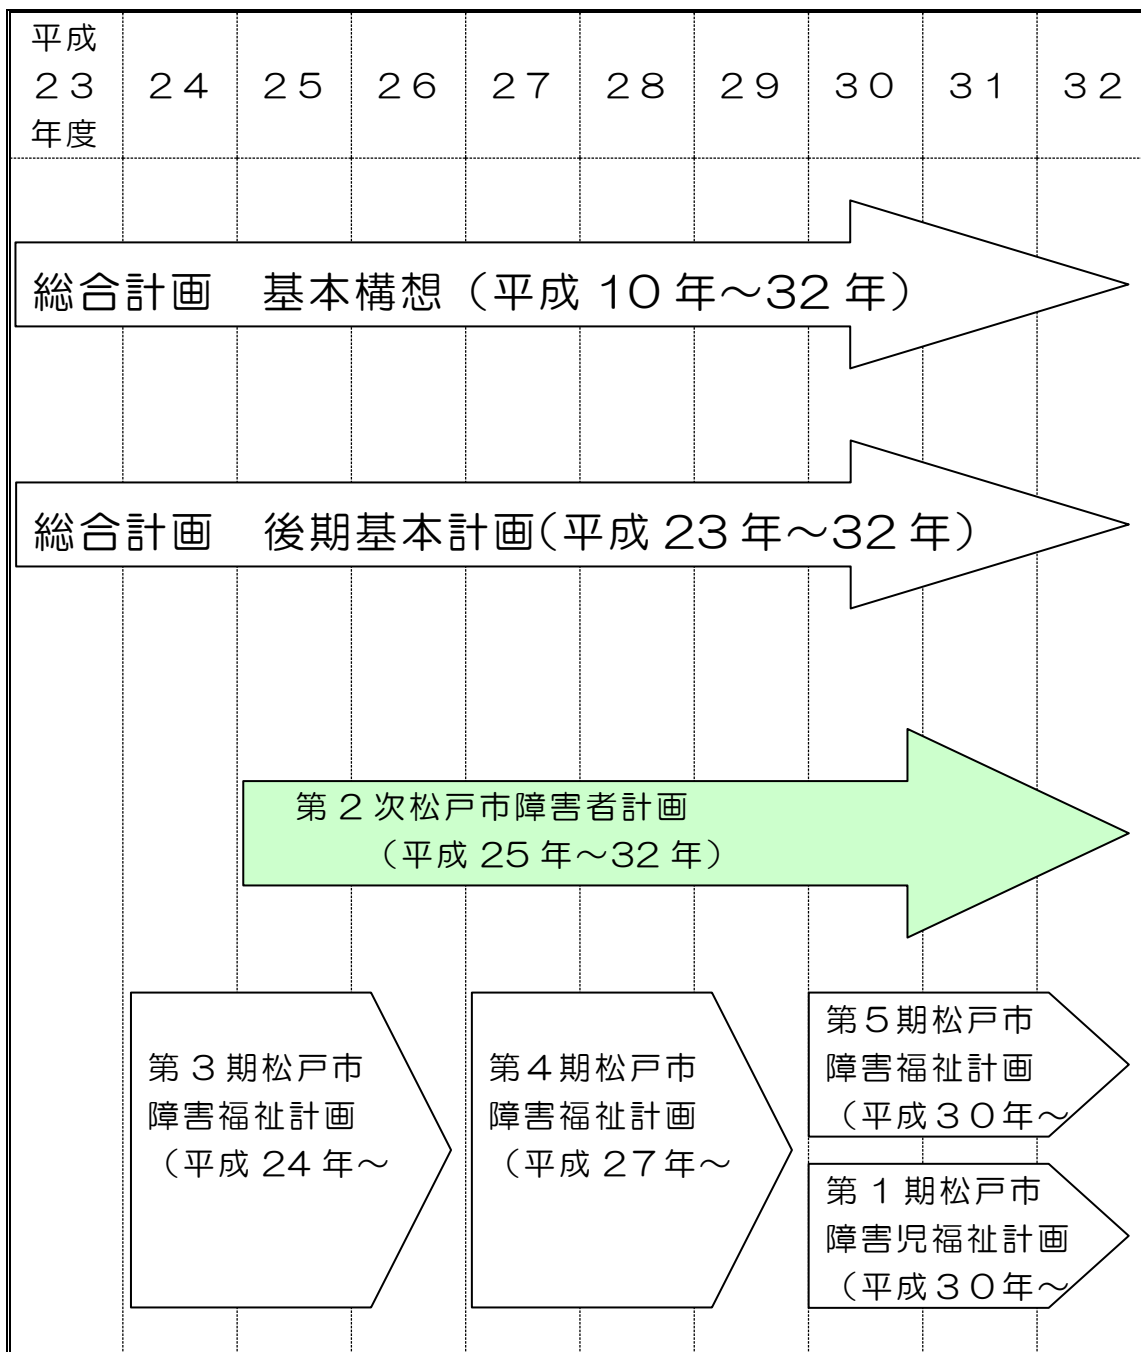 平成
２３
年度
２４
２５
２６
２７
２８
２９
３０
３１
３２
総合計画　基本構想（平成 10 年～32 年）
総合計画　後期基本計画(平成 23 年～32 年)
第 2 次松戸市障害者計画
（平成 25 年～32 年）
第 3 期松戸市
障害福祉計画
（平成 24 年～
第４期松戸市
障害福祉計画
（平成 27年～
第５期松戸市
障害福祉計画
（平成３０年～
第 1 期松戸市
障害児福祉計画
（平成３０年～